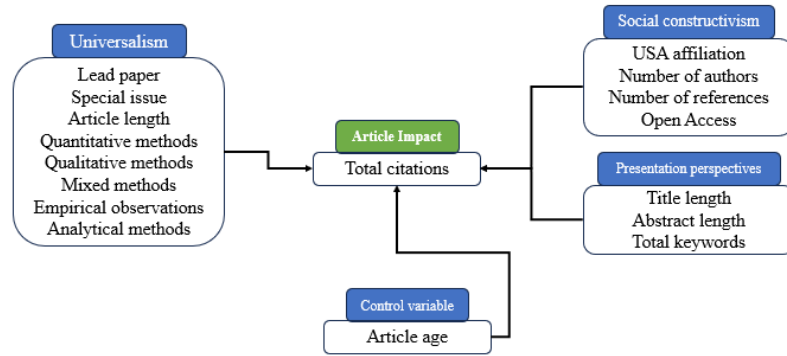 Universalism
Lead paper
Special issue
Article length
Quantitative methods
Qualitative methods
Mixed methods
Empirical observations
Analytical methods
Article Impact
Total citations
Social constructivism
USA affiliation
Number of authors
Number of references
Open Access
Presentation perspectives
Title length
Abstract length
Total keywords
Control variable
Article age